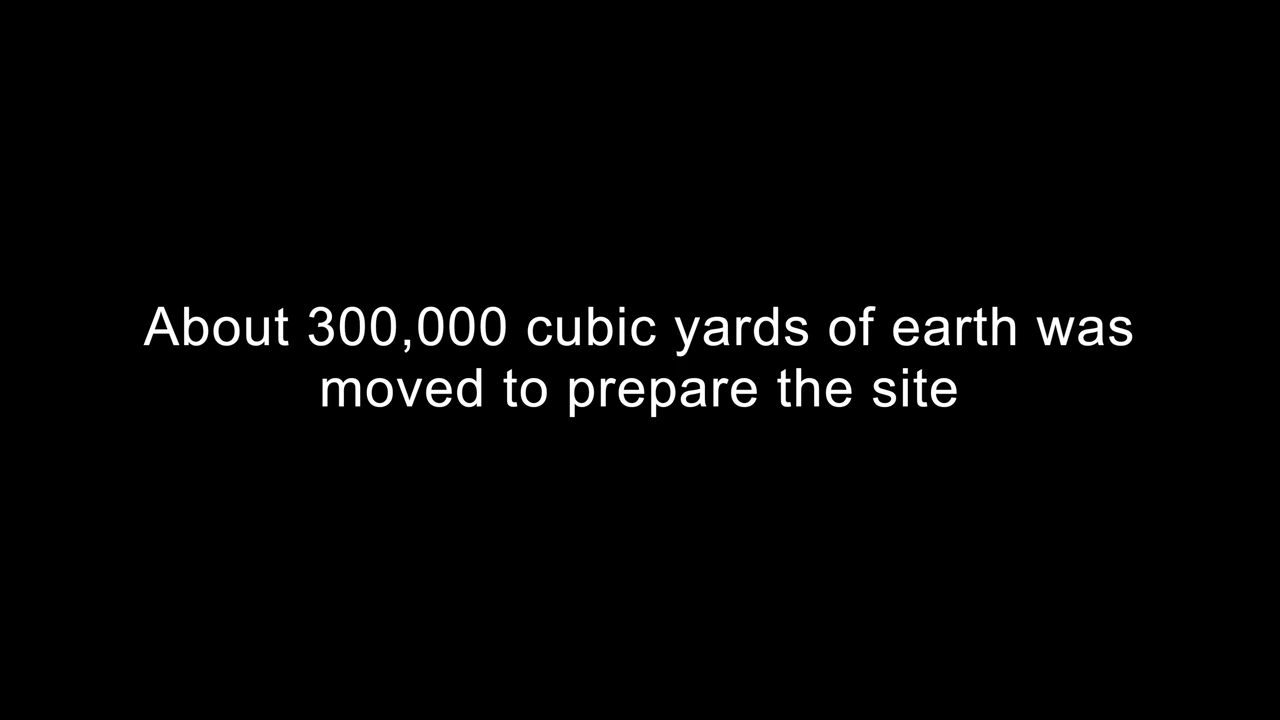 About 300,000 cubic yards of earth was
moved to prepare the site